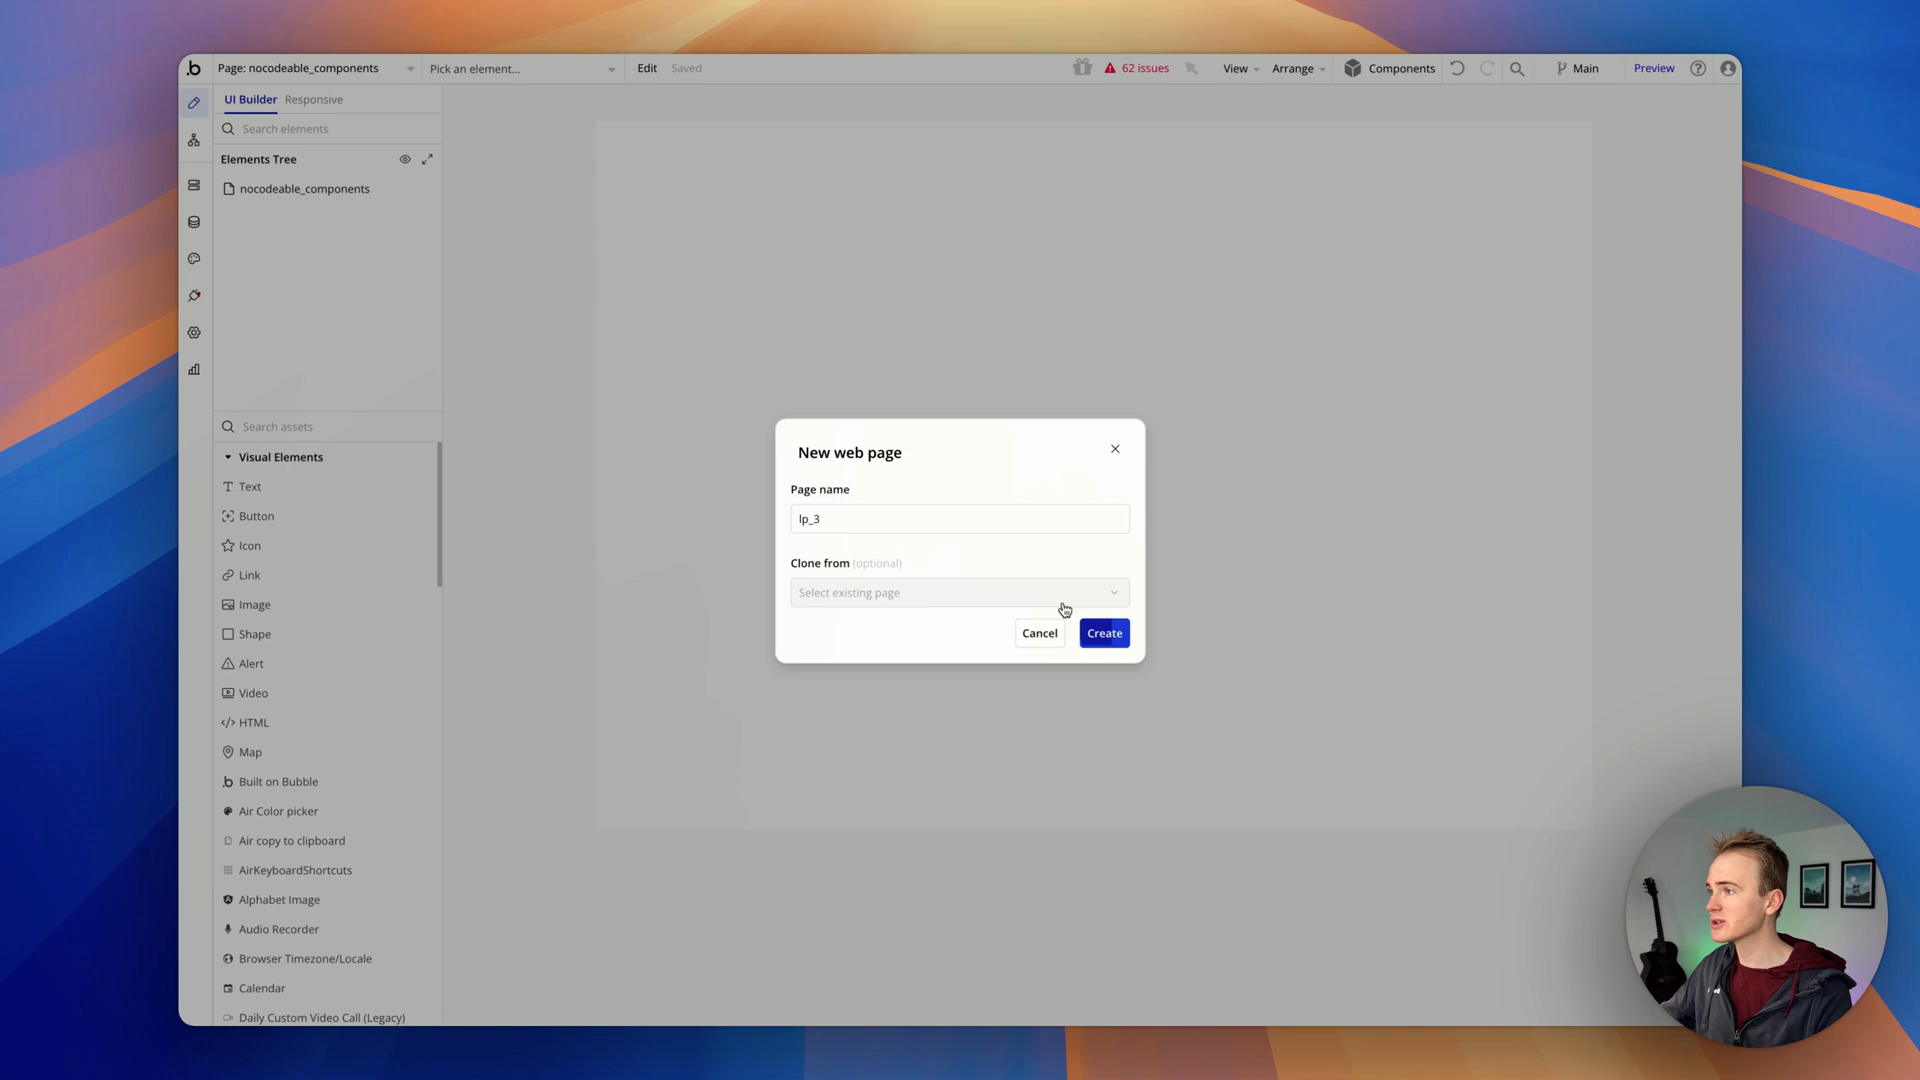 Page: nocodeable_components
Pick an element...
Edit
Saved
62 issues
View
Arrange
Components
Main
Preview
UI Builder
Responsive
Search elements
Elements Tree
nocodeable_components
Search assets
Visual Elements
Text
Button
Icon
Link
Image
Shape
Alert
Video
HTML
Map
Built on Bubble
Air Color picker
Air copy to clipboard
AirKeyboardShortcuts
Alphabet Image
Audio Recorder
Browser Timezone/Locale
Calendar
Daily Custom Video Call (Legacy)
New web page
Page name
lp_3
Clone from (optional)
Select existing page
Cancel
Create